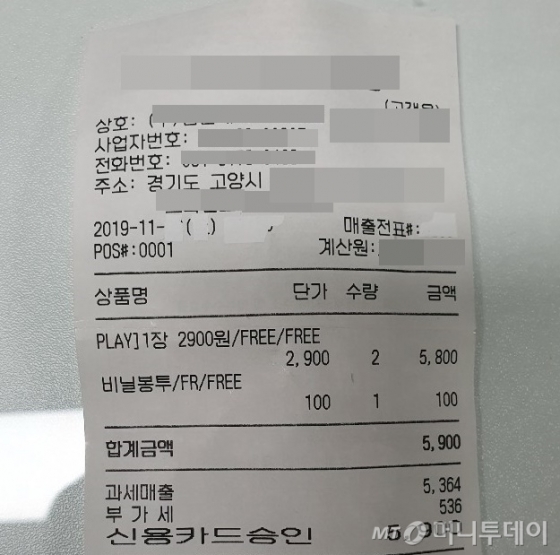 (고객용)
상호: (
사업자번호:
전화번호:
주소: 경기도 고양시
2019-11- 매출전표#:
POS#:0001 계산원:
상품명 단가 수량 금액
PLAY]1장 2900원/FREE/FREE
2,900 2 5,800
비닐봉투/FR/FREE
100 1 100
합계금액 5,900
과세매출 5,364
부 가 세 536
신용카드승인
머니투데이